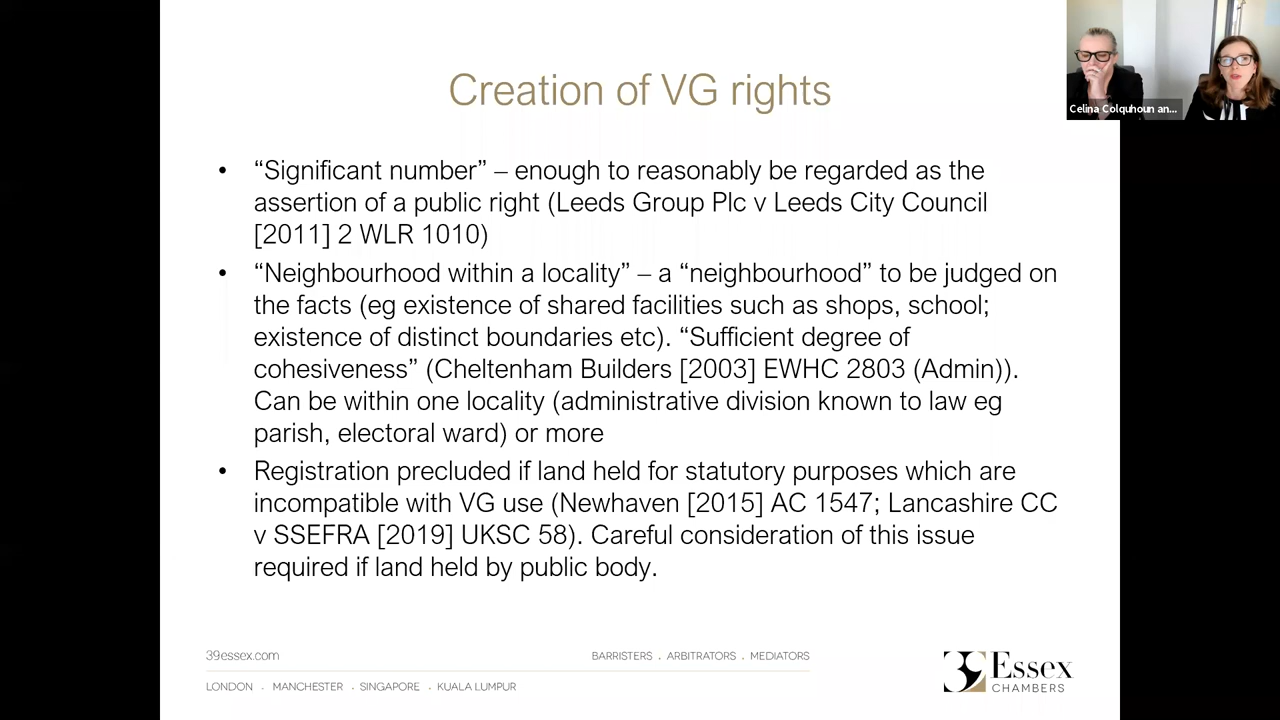 Creation of VG rights
Celina Colquhoun an...
• “Significant number” – enough to reasonably be regarded as the
assertion of a public right (Leeds Group Plc v Leeds City Council
[2011] 2 WLR 1010)
• “Neighbourhood within a locality” – a “neighbourhood” to be judged on
the facts (eg existence of shared facilities such as shops, school;
existence of distinct boundaries etc). “Sufficient degree of
cohesiveness” (Cheltenham Builders [2003] EWHC 2803 (Admin)).
Can be within one locality (administrative division known to law eg
parish, electoral ward) or more
• Registration precluded if land held for statutory purposes which are
incompatible with VG use (Newhaven [2015] AC 1547; Lancashire CC
v SSEFRA [2019] UKSC 58). Careful consideration of this issue
required if land held by public body.
39essex.com
BARRISTERS . ARBITRATORS . MEDIATORS
LONDON . MANCHESTER . SINGAPORE . KUALA LUMPUR
39 Essex
CHAMBERS